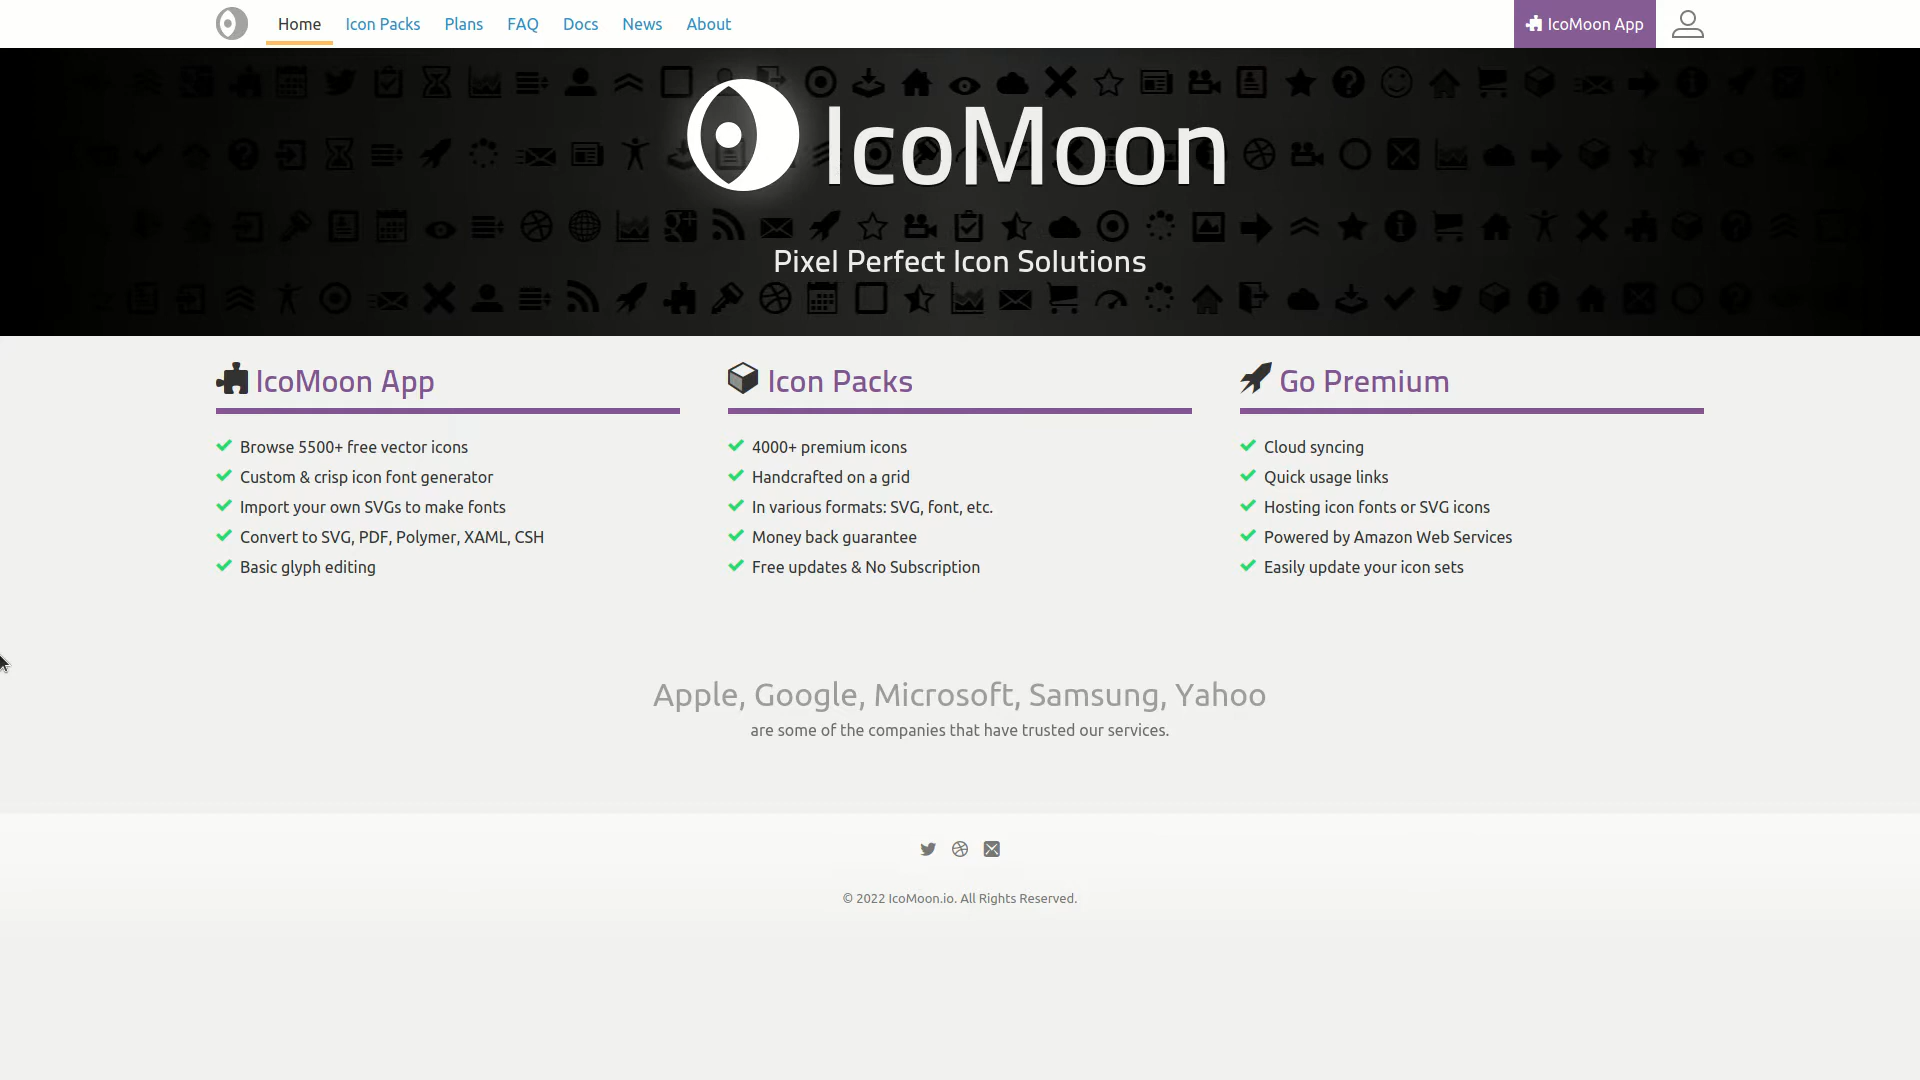 Home Icon Packs Plans FAQ Docs News About IcoMoon App
IcoMoon
Pixel Perfect Icon Solutions
IcoMoon App
Browse 5500+ free vector icons
Custom & crisp icon font generator
Import your own SVGs to make fonts
Convert to SVG, PDF, Polymer, XAML, CSH
Basic glyph editing
Icon Packs
4000+ premium icons
Handcrafted on a grid
In various formats: SVG, font, etc.
Money back guarantee
Free updates & No Subscription
Go Premium
Cloud syncing
Quick usage links
Hosting icon fonts or SVG icons
Powered by Amazon Web Services
Easily update your icon sets
Apple, Google, Microsoft, Samsung, Yahoo
are some of the companies that have trusted our services.
© 2022 IcoMoon.io. All Rights Reserved.